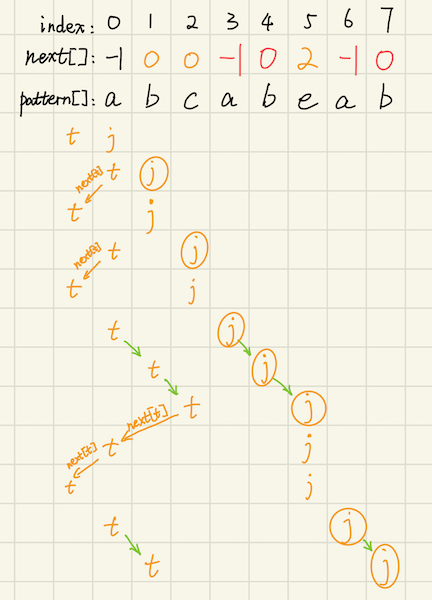 index: 0 1 2 3 4 5 6 7
next[]: -1 0 0 -1 0 2 -1 0
pattern[]: a b c a b e a b
t j
next[t] t j
t j
next[t] t j
t j
t j
t j
t j
next[t]
t j
next[t]
t j
t j
t j